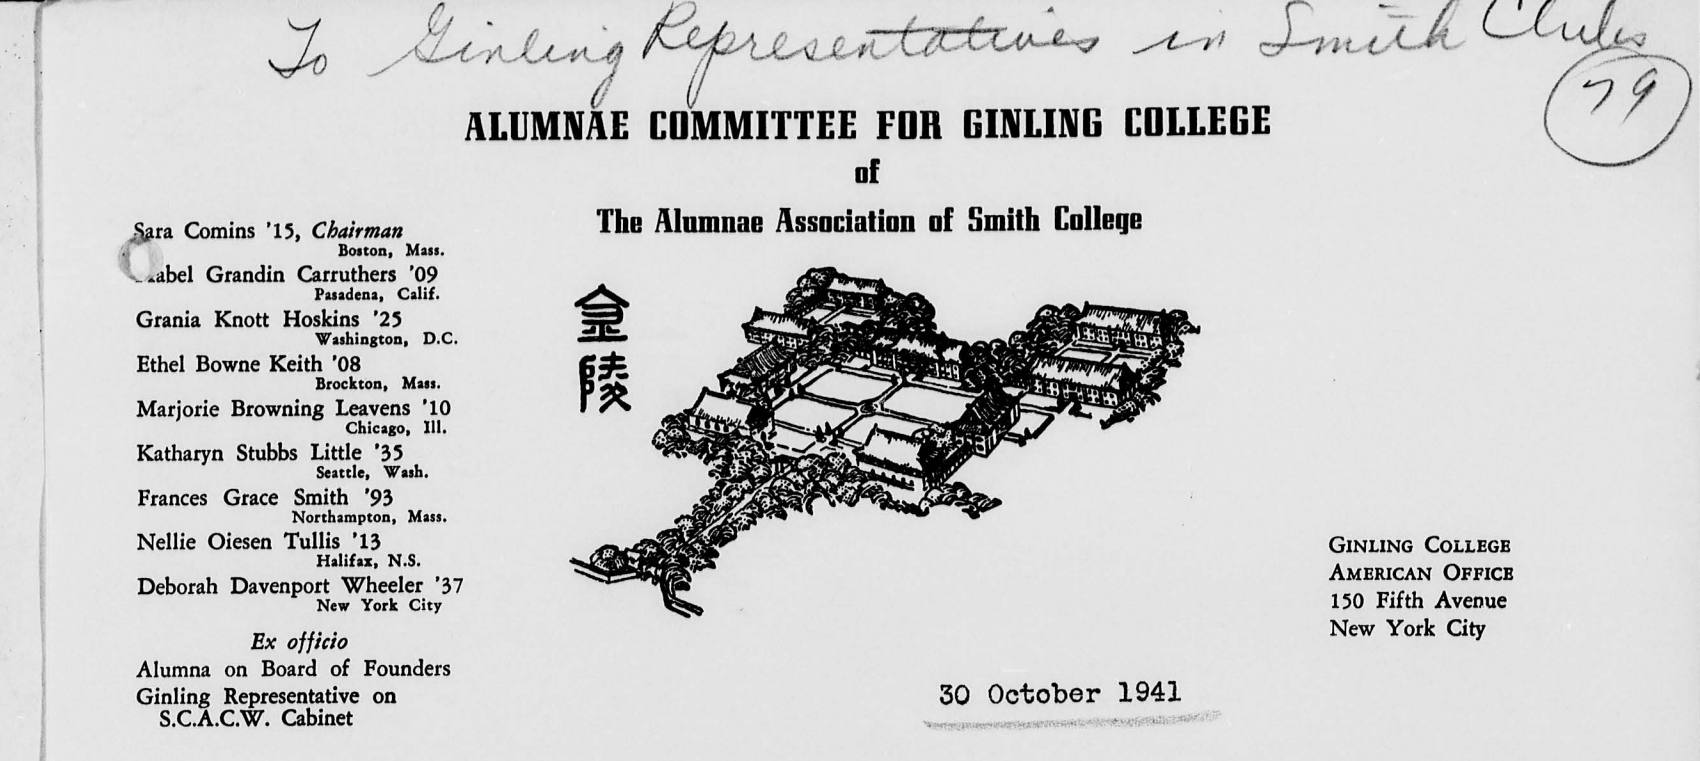 To Ginling Representatives in Smith Clubs
79
ALUMNAE COMMITTEE FOR GINLING COLLEGE
of
The Alumnae Association of Smith College
Sara Comins '15, Chairman
Boston, Mass.
abel Grandin Carruthers '09
Pasadena, Calif.
Grania Knott Hoskins '25
Washington, D.C.
Ethel Bowne Keith '08
Brockton, Mass.
Marjorie Browning Leavens '10
Chicago, Ill.
Katharyn Stubbs Little '35
Seattle, Wash.
Frances Grace Smith '93
Northampton, Mass.
Nellie Oiesen Tullis '13
Halifax, N.S.
Deborah Davenport Wheeler '37
New York City
Ex officio
Alumna on Board of Founders
Ginling Representative on
S.C.A.C.W. Cabinet
金
陵
GINLING COLLEGE
AMERICAN OFFICE
150 Fifth Avenue
New York City
30 October 1941